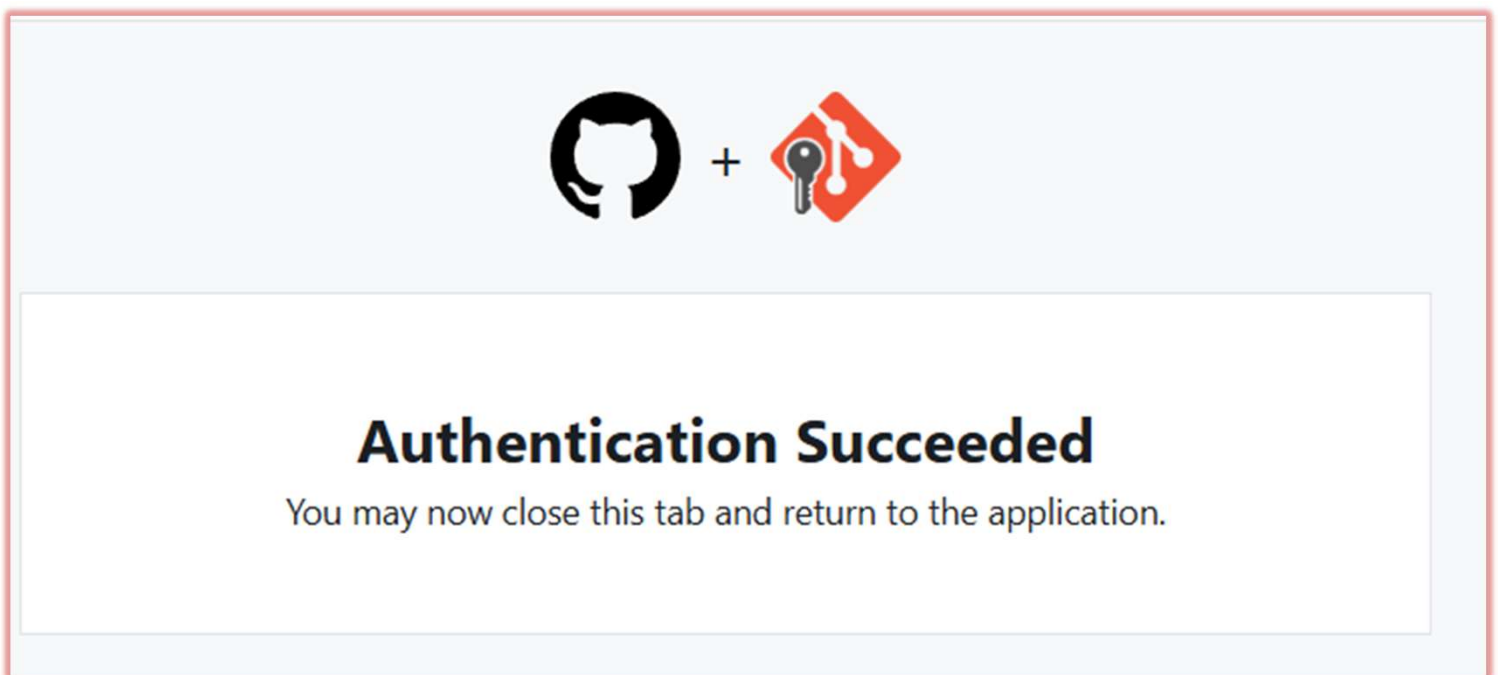 +
Authentication Succeeded
You may now close this tab and return to the application.